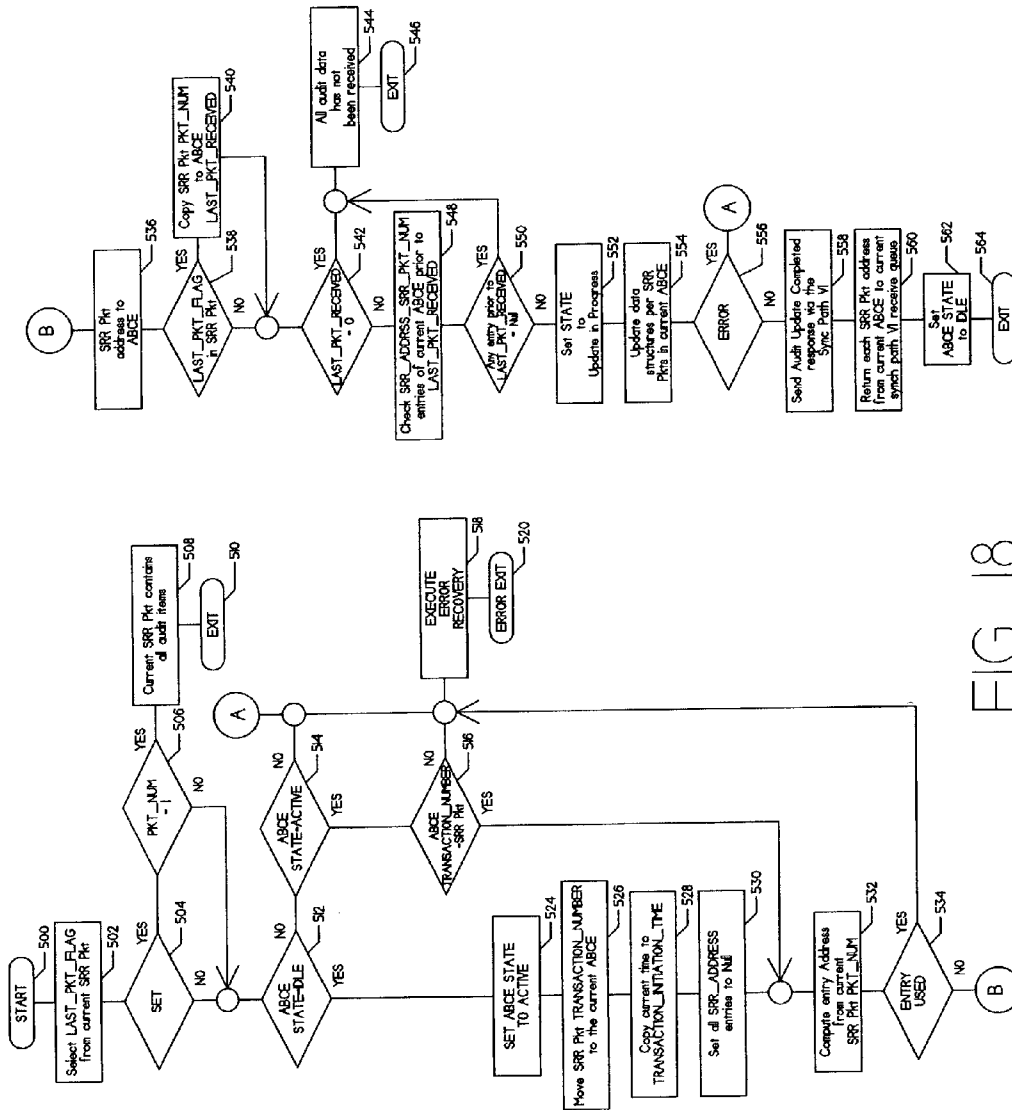 START
500
Select LAST_PKT_FLAG
from current SRR Pkt
502
SET
504
YES
NO
PKT_NUM
= 1
506
YES
NO
Current SRR Pkt contains
all audit items
508
EXIT
510
ABCE
STATE=IDLE
512
NO
YES
ABCE
STATE=ACTIVE
514
NO
YES
A
ABCE
TRANSACTION_NUMBER
=SRR Pkt
516
NO
YES
EXECUTE
ERROR
RECOVERY
518
ERROR EXIT
520
SET ABCE STATE
TO ACTIVE
524
Move SRR Pkt TRANSACTION_NUMBER
to the current ABCE
526
Copy current time to
TRANSACTION_INITIATION_TIME
528
Set all SRR_ADDRESS
entries to Null
530
Compute entry Address
from current
SRR Pkt PKT_NUM
532
ENTRY
USED
534
YES
NO
B
B
SRR Pkt
address to
ABCE
536
LAST_PKT_FLAG
in SRR Pkt
538
YES
NO
Copy SRR Pkt PKT_NUM
to ABCE
LAST_PKT_RECEIVED
540
LAST_PKT_RECEIVED
= 0
542
YES
NO
All audit data
has not
been received
544
EXIT
546
Check SRR_ADDRSS_SRR_PKT_NUM
entries of current ABCE prior to
LAST_PKT_RECEIVED
548
Any entry prior to
LAST_PKT_RECEIVED
= Null
550
YES
NO
Set STATE
to
Update in Progress
552
Update data
structures per SRR
Pkts in current ABCE
554
ERROR
556
YES
NO
A
Send Audit Update Completed
response via the
Sync Path VI
558
Return each SRR Pkt address
from current ABCE to current
synch path VI receive queue
560
Set
ABCE STATE
to IDLE
562
EXIT
564
FIG. 18